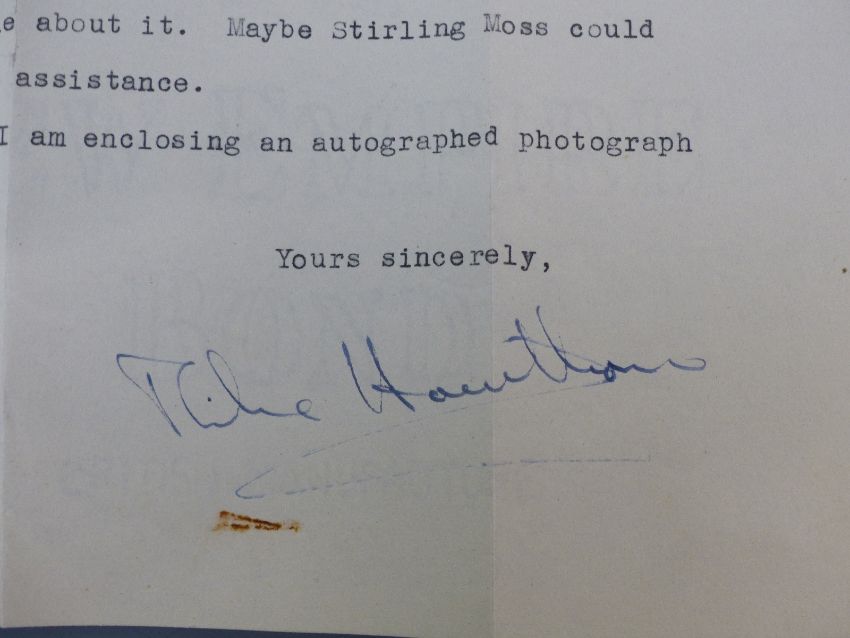 about it. Maybe Stirling Moss could
assistance.
I am enclosing an autographed photograph
Yours sincerely,
Mike Hawthorn